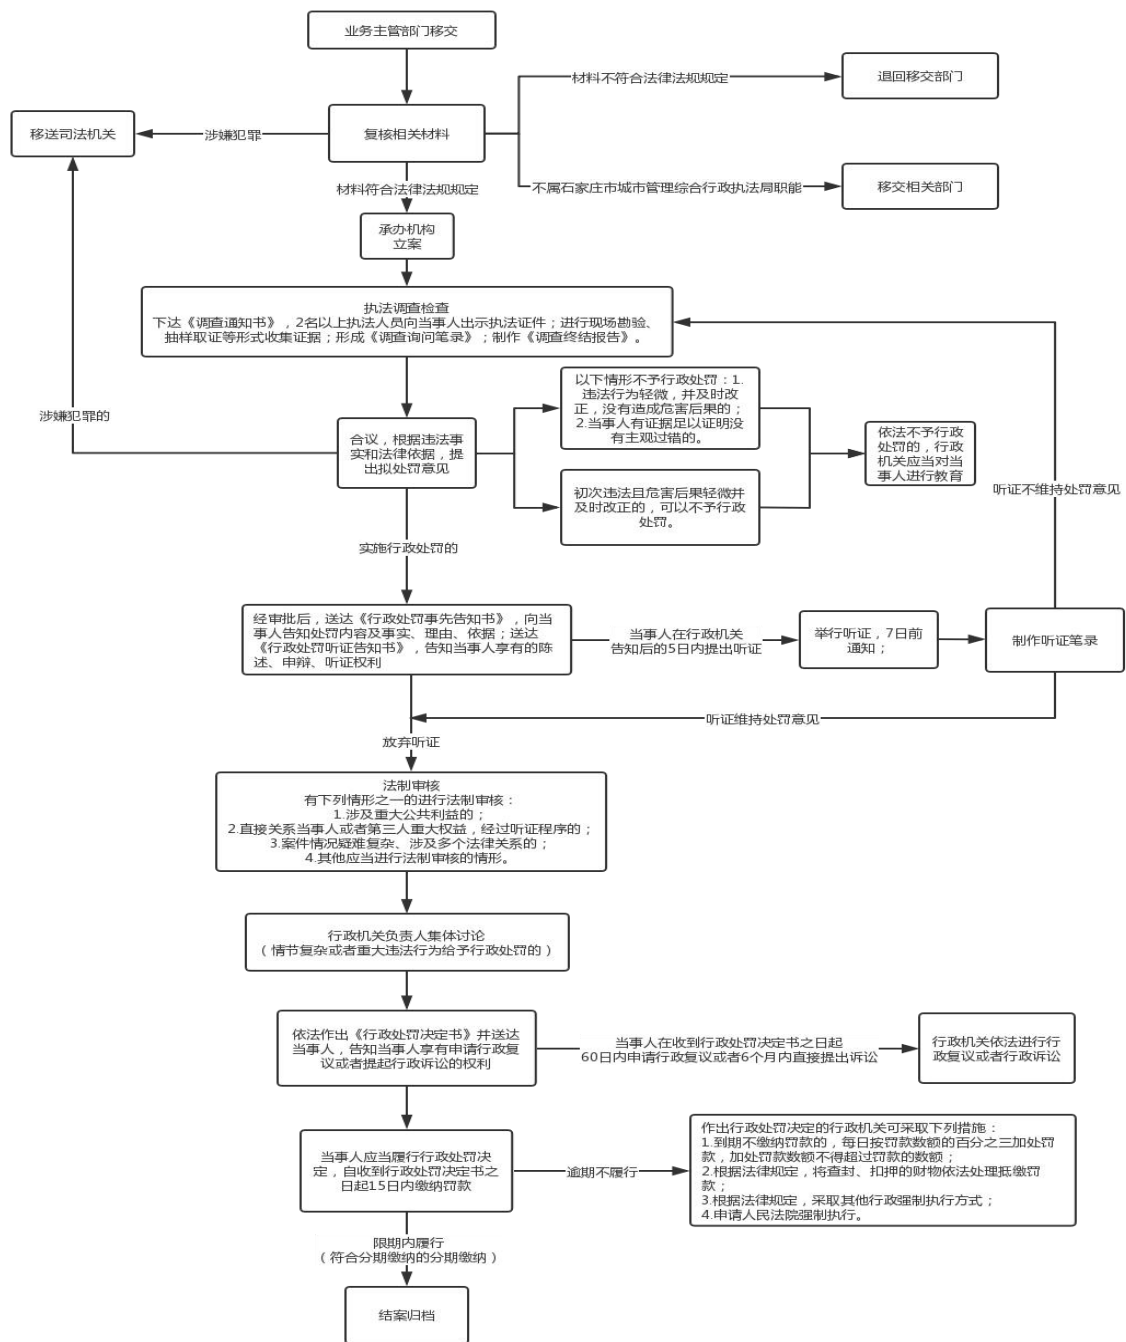 业务主管部门移交
材料不符合法律法规规定
退回移交部门
移送司法机关
涉嫌犯罪
复核相关材料
材料符合法律法规规定
不属石家庄市城市管理综合行政执法局职能
移交相关部门
承办机构
立案
执法调查检查
下达《调查通知书》，2名以上执法人员向当事人出示执法证件；进行现场勘验、
抽样取证等形式收集证据；形成《调查询问笔录》；制作《调查终结报告》。
涉嫌犯罪的
合议，根据违法事
实和法律依据，提
出拟处罚意见
以下情形不予行政处罚：1.
违法行为轻微，并及时改
正，没有造成危害后果的；
2.当事人有证据足以证明没
有主观过错的。
初次违法且危害后果轻微并
及时改正的，可以不予行政
处罚。
依法不予行政
处罚的，行政
机关应当对当
事人进行教育
听证不维持处罚意见
实施行政处罚的
经审批后，送达《行政处罚事先告知书》，向当
事人告知处罚内容及事实、理由、依据；送达
《行政处罚听证告知书》，告知当事人享有的陈
述、申辩、听证权利
当事人在行政机关
告知后的5日内提出听证
举行听证，7日前
通知；
制作听证笔录
听证维持处罚意见
放弃听证
法制审核
有下列情形之一的进行法制审核：
1.涉及重大公共利益的；
2.直接关系当事人或者第三人重大权益，经过听证程序的；
3.案件情况疑难复杂、涉及多个法律关系的；
4.其他应当进行法制审核的情形。
行政机关负责人集体讨论
（情节复杂或者重大违法行为给予行政处罚的）
依法作出《行政处罚决定书》并送达
当事人，告知当事人享有申请行政复
议或者提起行政诉讼的权利
当事人在收到行政处罚决定书之日起
60日内申请行政复议或者6个月内直接提出诉讼
行政机关依法进行行
政复议或者行政诉讼
当事人应当履行行政处罚决
定，自收到行政处罚决定书之
日起15日内缴纳罚款
逾期不履行
作出行政处罚决定的行政机关可采取下列措施：
1.到期不缴纳罚款的，每日按罚款数额的百分之三加处罚
款，加处罚款数额不得超过罚款的数额；
2.根据法律规定，将查封、扣押的财物依法处理抵缴罚
款；
3.根据法律规定，采取其他行政强制执行方式；
4.申请人民法院强制执行。
限期内履行
（符合分期缴纳的分期缴纳）
结案归档